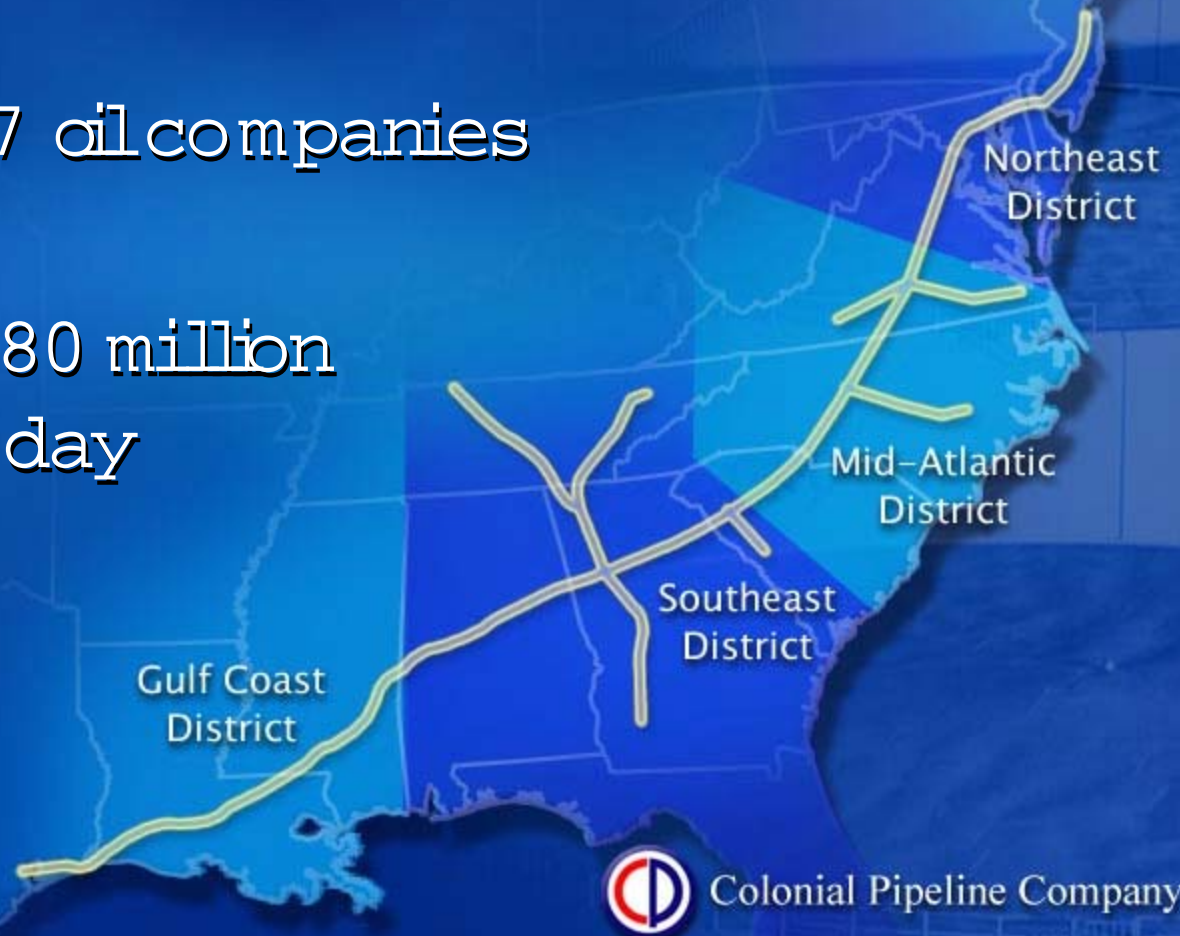 7 oil companies
80 million
day
Northeast
District
Mid-Atlantic
District
Southeast
District
Gulf Coast
District
Colonial Pipeline Company